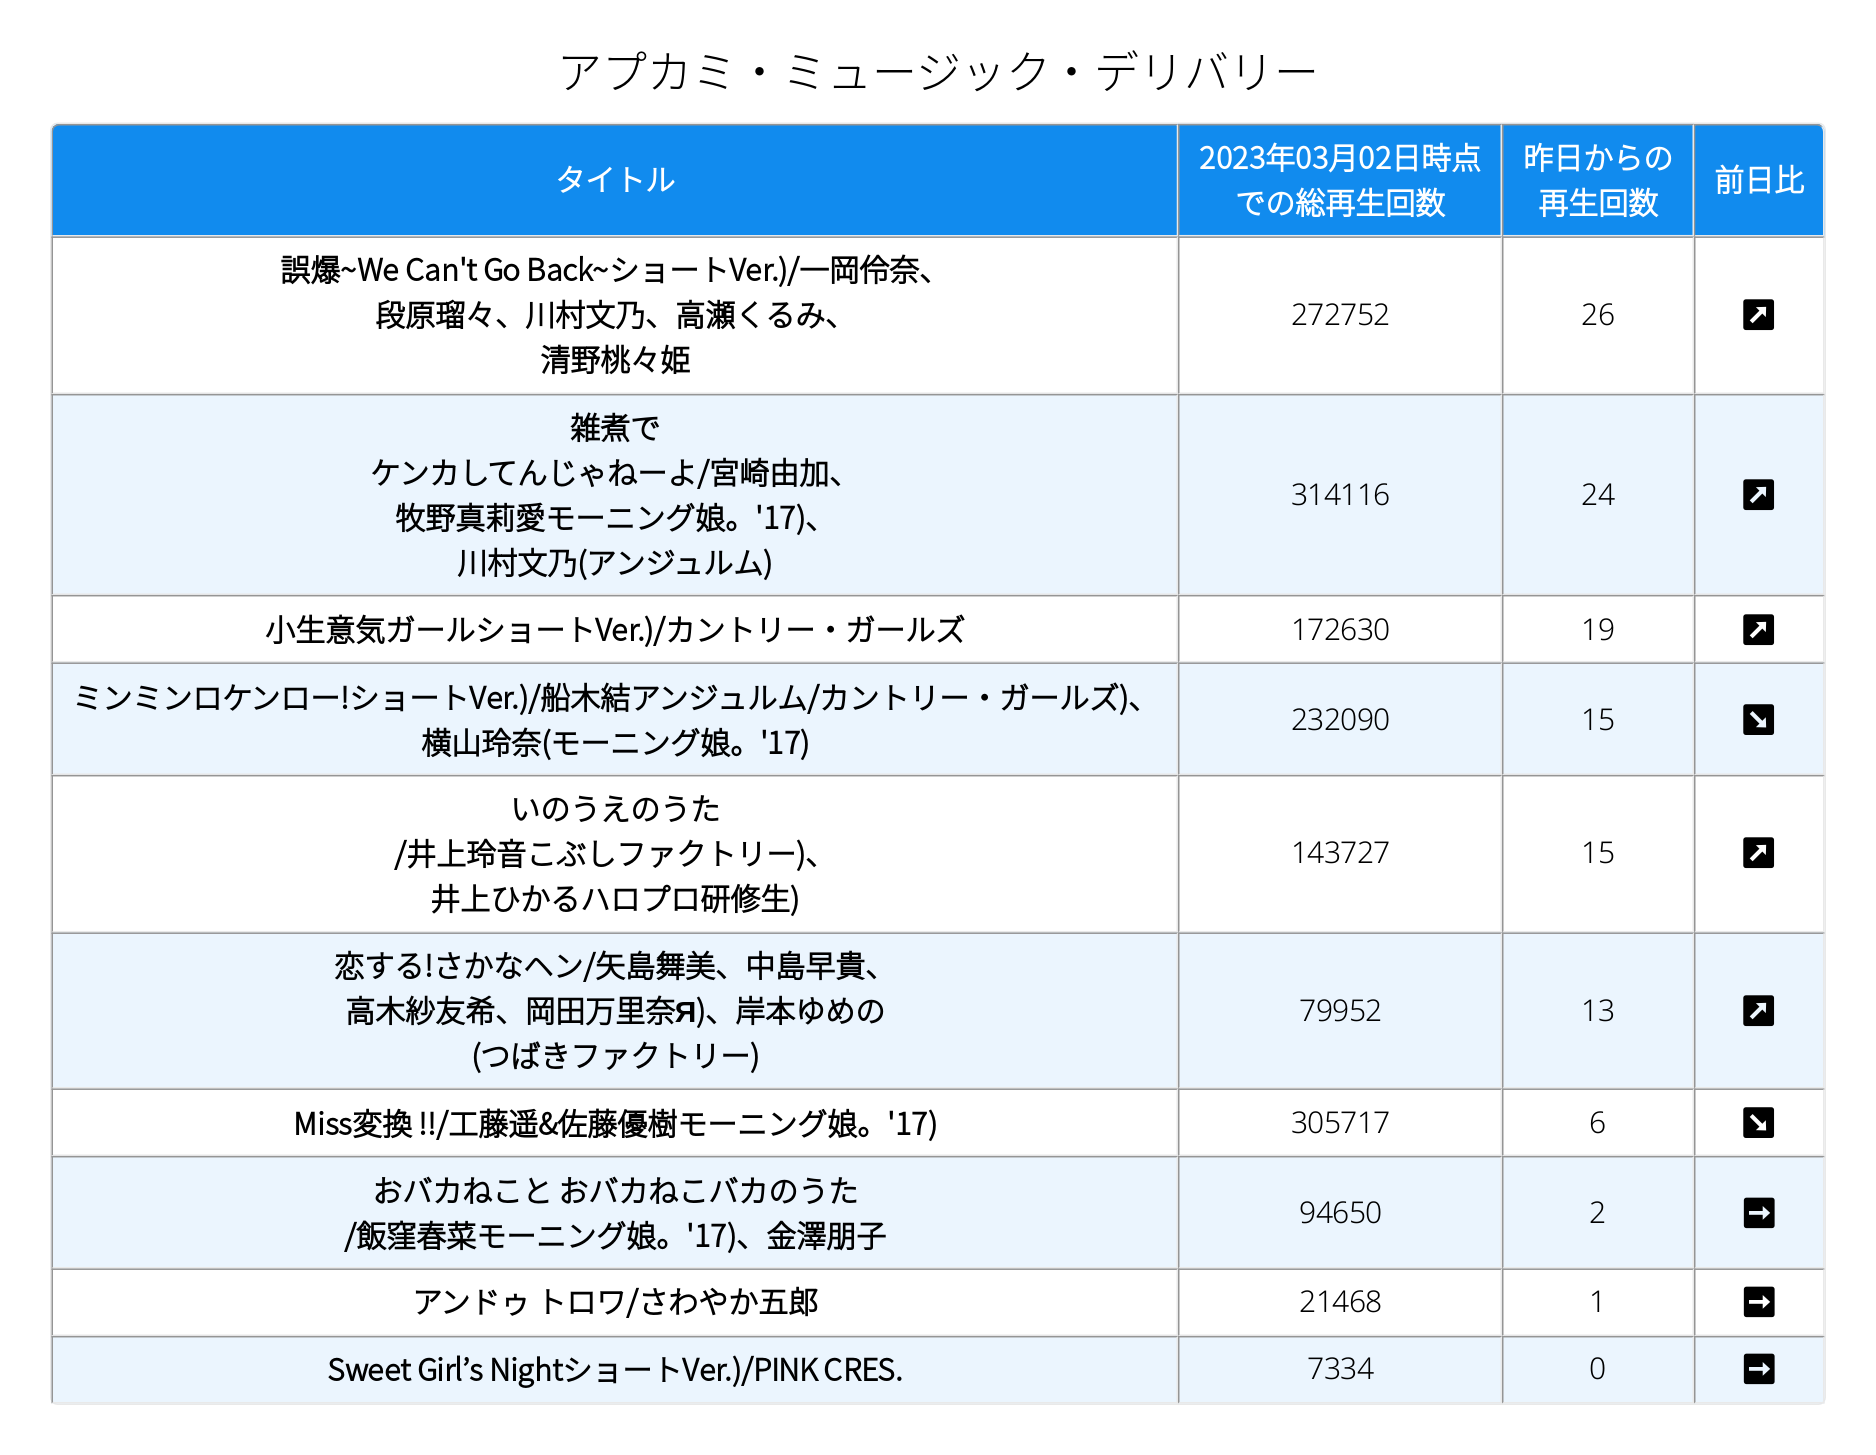 アプカミ・ミュージック・デリバリー
タイトル
2023年03月02日時点
での総再生回数
昨日からの
再生回数
前日比
誤爆~We Can't Go Back~ショートVer.)/一岡伶奈、
段原瑠々、川村文乃、高瀬くるみ、
清野桃々姫
272752
26
雑煮で
ケンカしてんじゃねーよ/宮崎由加、
牧野真莉愛モーニング娘。'17)、
川村文乃(アンジュルム)
314116
24
小生意気ガールショートVer.)/カントリー・ガールズ
172630
19
ミンミンロケンロー!ショートVer.)/船木結アンジュルム/カントリー・ガールズ)、
横山玲奈(モーニング娘。'17)
232090
15
いのうえのうた
/井上玲音こぶしファクトリー)、
井上ひかるハロプロ研修生)
143727
15
恋する!さかなヘン/矢島舞美、中島早貴、
高木紗友希、岡田万里奈Я)、岸本ゆめの
(つばきファクトリー)
79952
13
Miss変換 !!/工藤遥&佐藤優樹モーニング娘。'17)
305717
6
おバカねこと おバカねこバカのうた
/飯窪春菜モーニング娘。'17)、金澤朋子
94650
2
アンドゥ トロワ/さわやか五郎
21468
1
Sweet Girl’s NightショートVer.)/PINK CRES.
7334
0